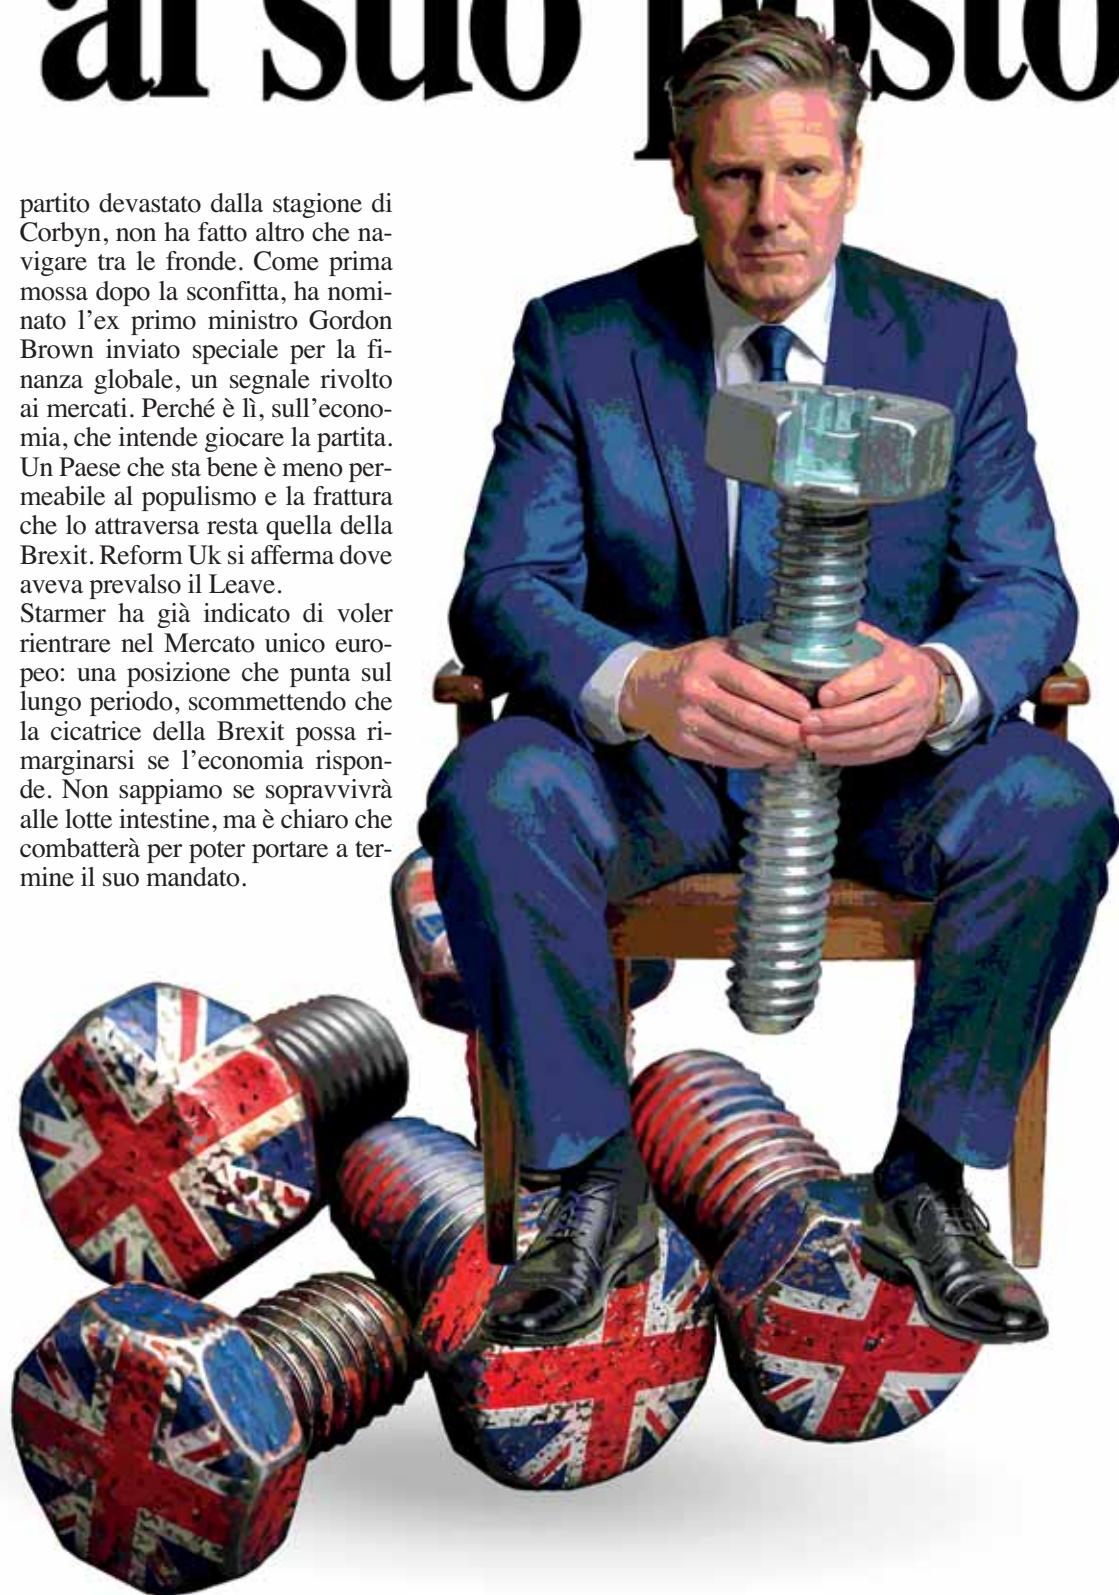 al suo posto
partito devastato dalla stagione di
Corbyn, non ha fatto altro che na-
vigare tra le fronde. Come prima
mossa dopo la sconfitta, ha nomi-
nato l’ex primo ministro Gordon
Brown inviato speciale per la fi-
nanza globale, un segnale rivolto
ai mercati. Perché è lì, sull’econo-
mia, che intende giocare la partita.
Un Paese che sta bene è meno per-
meabile al populismo e la frattura
che lo attraversa resta quella della
Brexit. Reform Uk si afferma dove
aveva prevalso il Leave.
Starmer ha già indicato di voler
rientrare nel Mercato unico euro-
peo: una posizione che punta sul
lungo periodo, scommettendo che
la cicatrice della Brexit possa ri-
marginarsi se l’economia rispon-
de. Non sappiamo se sopravvivrà
alle lotte intestine, ma è chiaro che
combatterà per poter portare a ter-
mine il suo mandato.